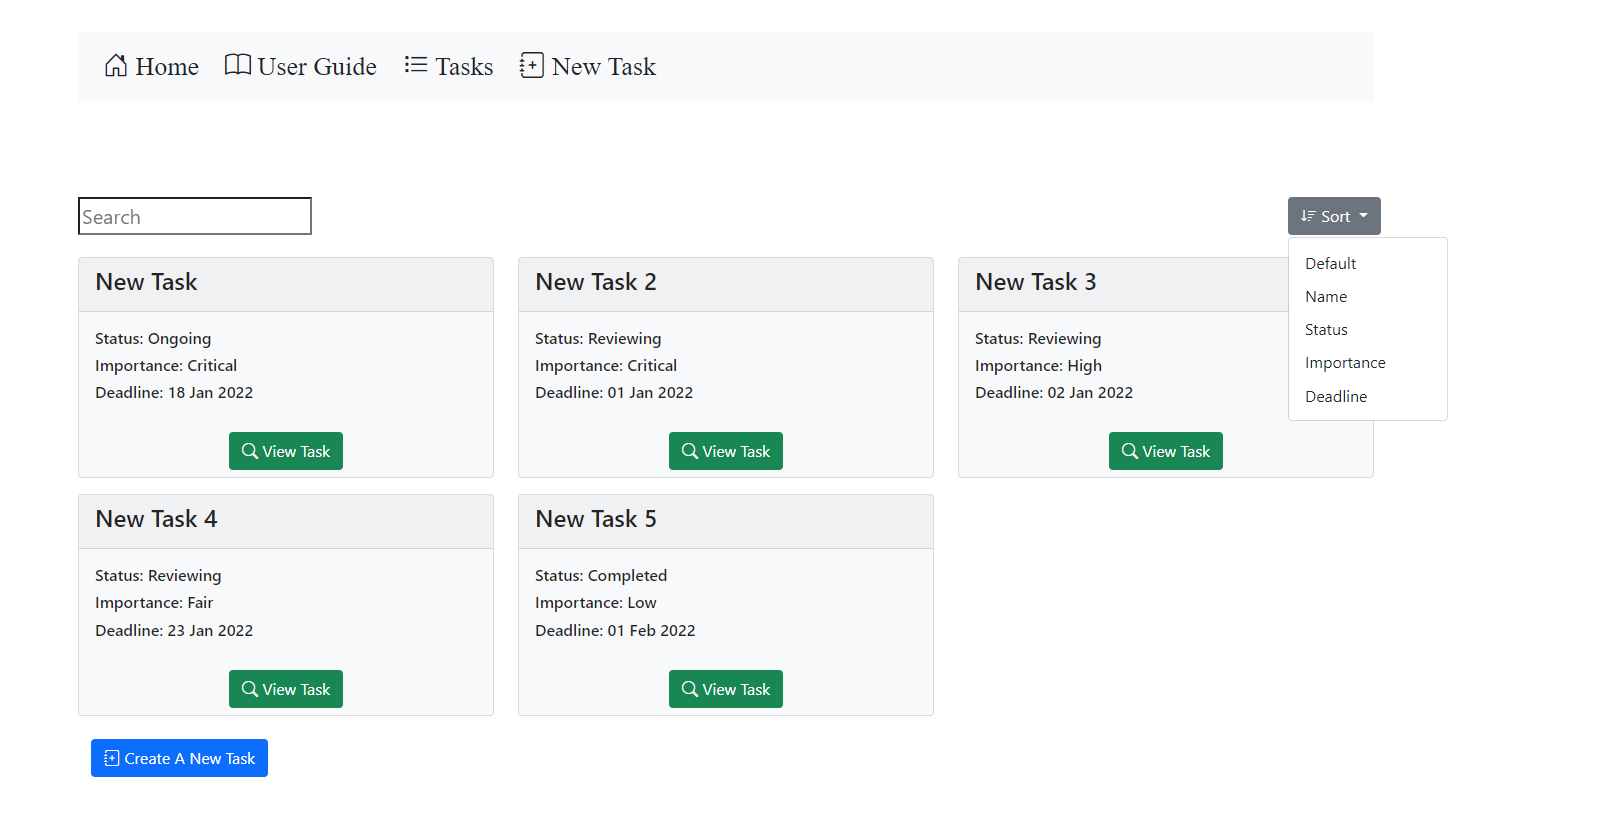 Home User Guide Tasks New Task
Search
Sort
Default
Name
Status
Importance
Deadline
New Task
Status: Ongoing
Importance: Critical
Deadline: 18 Jan 2022
View Task
New Task 2
Status: Reviewing
Importance: Critical
Deadline: 01 Jan 2022
View Task
New Task 3
Status: Reviewing
Importance: High
Deadline: 02 Jan 2022
View Task
New Task 4
Status: Reviewing
Importance: Fair
Deadline: 23 Jan 2022
View Task
New Task 5
Status: Completed
Importance: Low
Deadline: 01 Feb 2022
View Task
Create A New Task